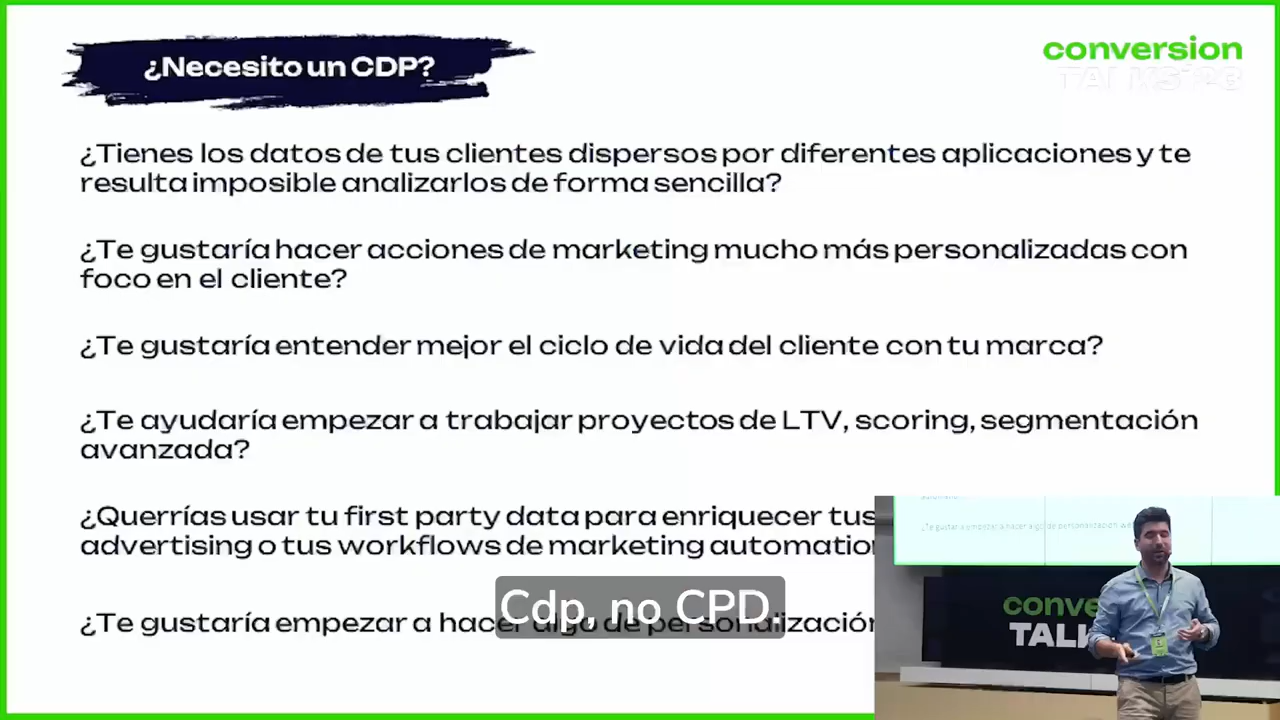 ¿Necesito un CDP?
conversion
TALKS'23
¿Tienes los datos de tus clientes dispersos por diferentes aplicaciones y te
resulta imposible analizarlos de forma sencilla?
¿Te gustaría hacer acciones de marketing mucho más personalizadas con
foco en el cliente?
¿Te gustaría entender mejor el ciclo de vida del cliente con tu marca?
¿Te ayudaría empezar a trabajar proyectos de LTV, scoring, segmentación
avanzada?
¿Querrías usar tu first party data para enriquecer tus
advertising o tus workflows de marketing automation
¿Te gustaría empezar a hacer algo de personalización
Cdp, no CPD.
conve
TALK